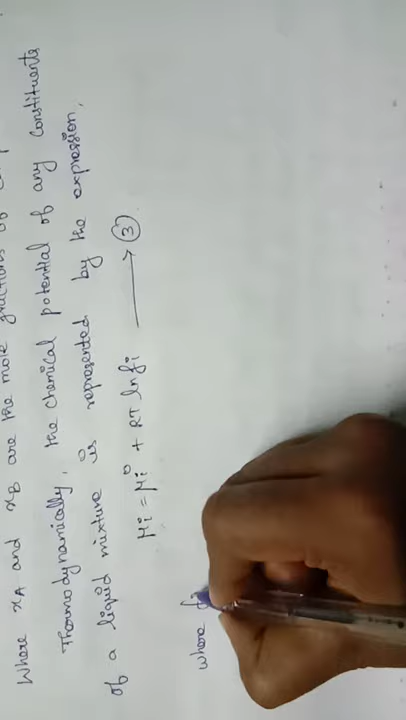 Where xA and xB are the mole fractions of
Thermodynamically, the chemical potential of any constituents
of a liquid mixture is represented by the expression,
μi = μi° + RT ln fi → ③
where f